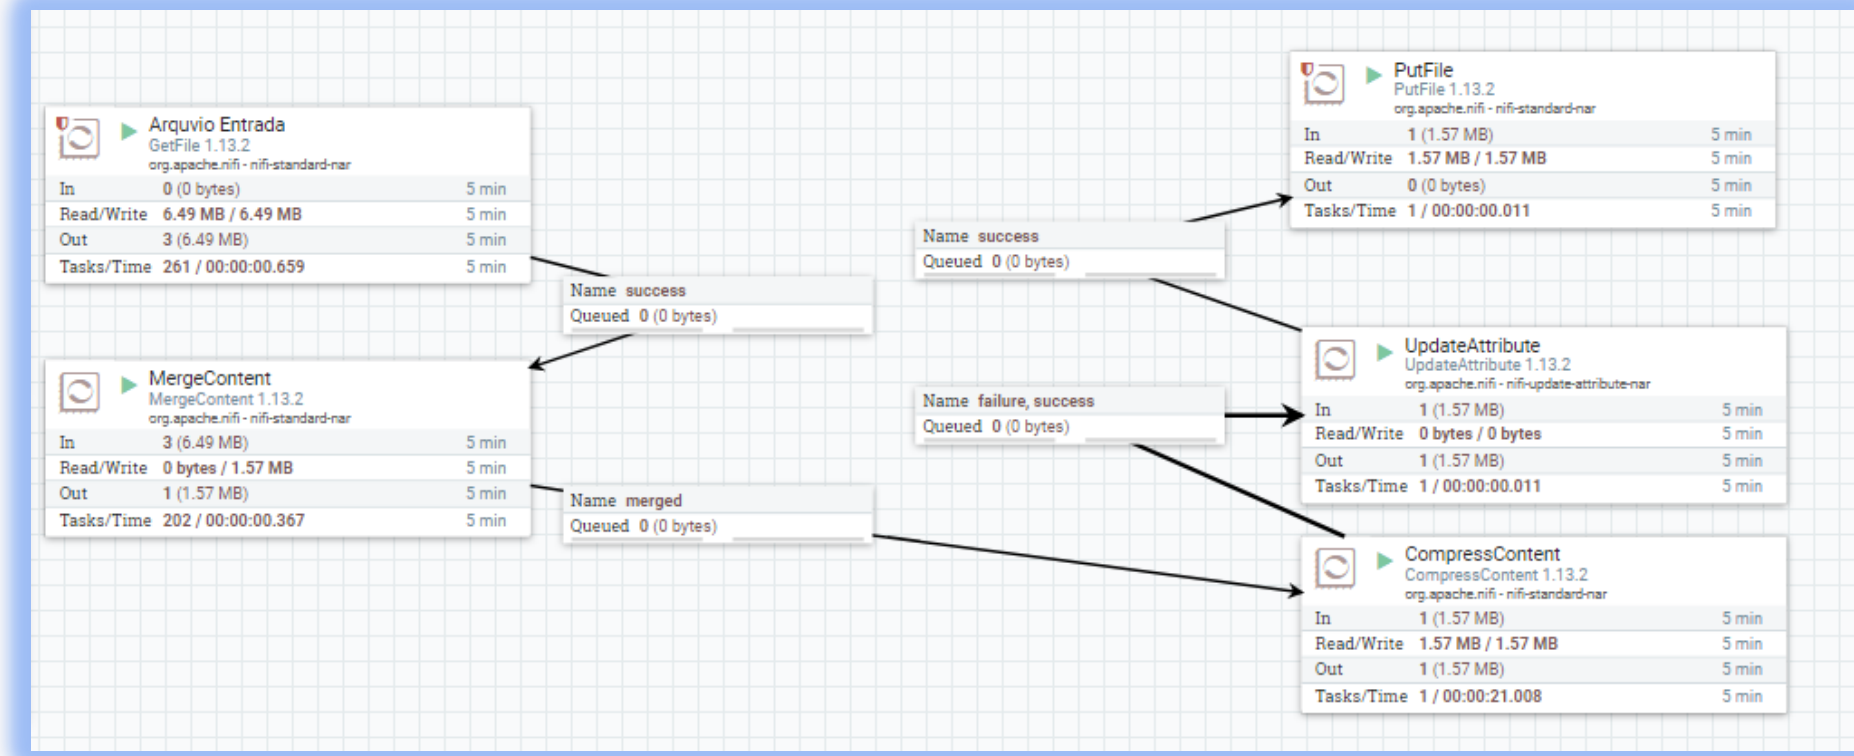 Arquvio Entrada
GetFile 1.13.2
org.apache.nifi - nifi-standard-nar
In 0 (0 bytes) 5 min
Read/Write 6.49 MB / 6.49 MB 5 min
Out 3 (6.49 MB) 5 min
Tasks/Time 261 / 00:00:00.659 5 min
Name success
Queued 0 (0 bytes)
MergeContent
MergeContent 1.13.2
org.apache.nifi - nifi-standard-nar
In 3 (6.49 MB) 5 min
Read/Write 0 bytes / 1.57 MB 5 min
Out 1 (1.57 MB) 5 min
Tasks/Time 202 / 00:00:00.367 5 min
Name merged
Queued 0 (0 bytes)
PutFile
PutFile 1.13.2
org.apache.nifi - nifi-standard-nar
In 1 (1.57 MB) 5 min
Read/Write 1.57 MB / 1.57 MB 5 min
Out 0 (0 bytes) 5 min
Tasks/Time 1 / 00:00:00.011 5 min
Name success
Queued 0 (0 bytes)
UpdateAttribute
UpdateAttribute 1.13.2
org.apache.nifi - nifi-update-attribute-nar
In 1 (1.57 MB) 5 min
Read/Write 0 bytes / 0 bytes 5 min
Out 1 (1.57 MB) 5 min
Tasks/Time 1 / 00:00:00.011 5 min
Name failure, success
Queued 0 (0 bytes)
CompressContent
CompressContent 1.13.2
org.apache.nifi - nifi-standard-nar
In 1 (1.57 MB) 5 min
Read/Write 1.57 MB / 1.57 MB 5 min
Out 1 (1.57 MB) 5 min
Tasks/Time 1 / 00:00:21.008 5 min